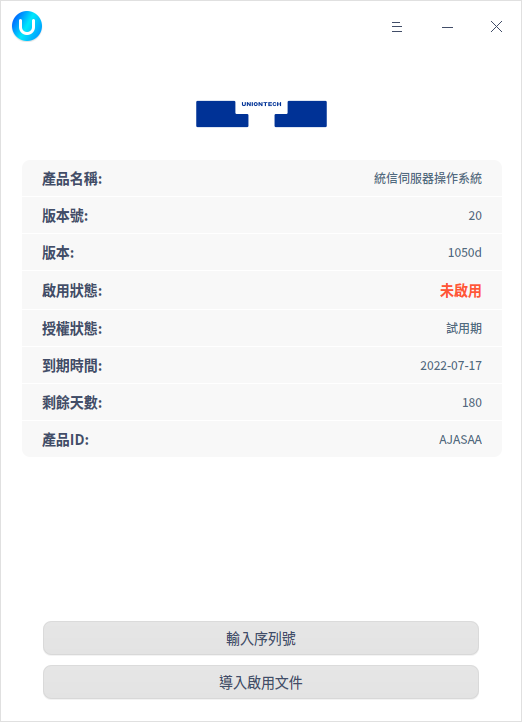 UNIONTECH
產品名稱: 統信伺服器操作系統
版本號: 20
版本: 1050d
啟用狀態: 未啟用
授權狀態: 試用期
到期時間: 2022-07-17
剩餘天數: 180
產品ID: AJASAA
輸入序列號
導入啟用文件